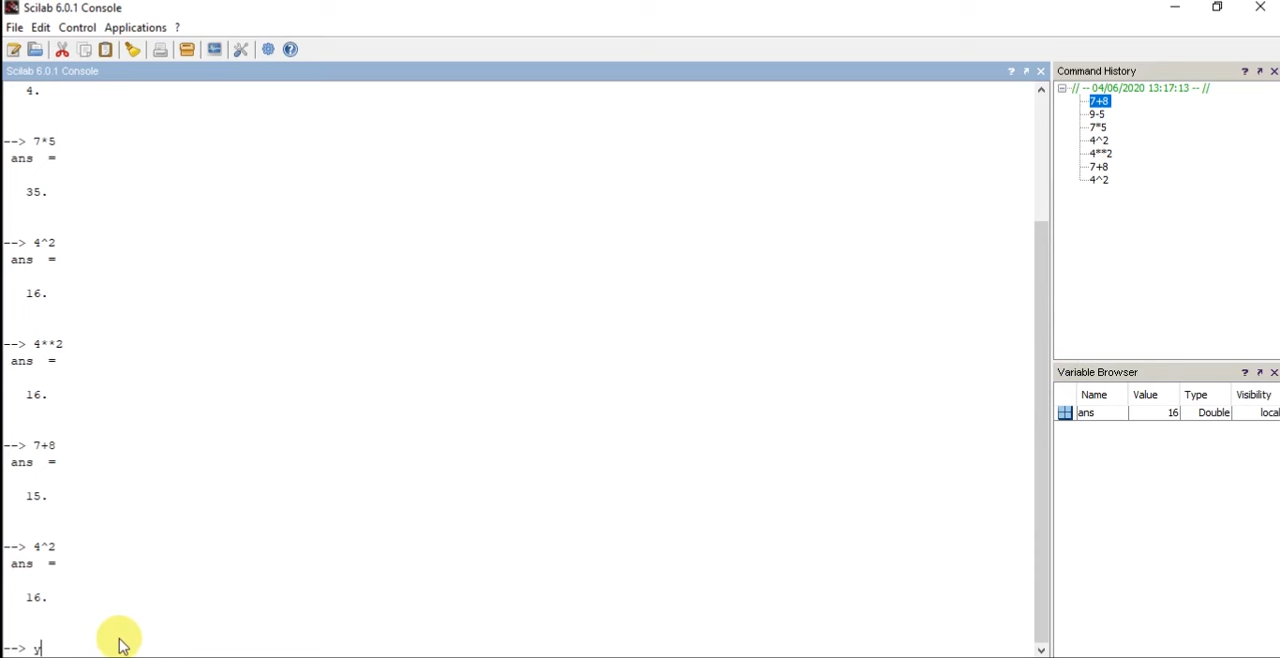 Scilab 6.0.1 Console
File Edit Control Applications ?
Scilab 6.0.1 Console
4.
--> 7*5
ans =
35.
--> 4^2
ans =
16.
--> 4**2
ans =
16.
--> 7+8
ans =
15.
--> 4^2
ans =
16.
--> y
Command History
// -- 04/06/2020 13:17:13 -- //
7+8
9-5
7*5
4^2
4**2
7+8
4^2
Variable Browser
Name Value Type Visibility
ans 16 Double local